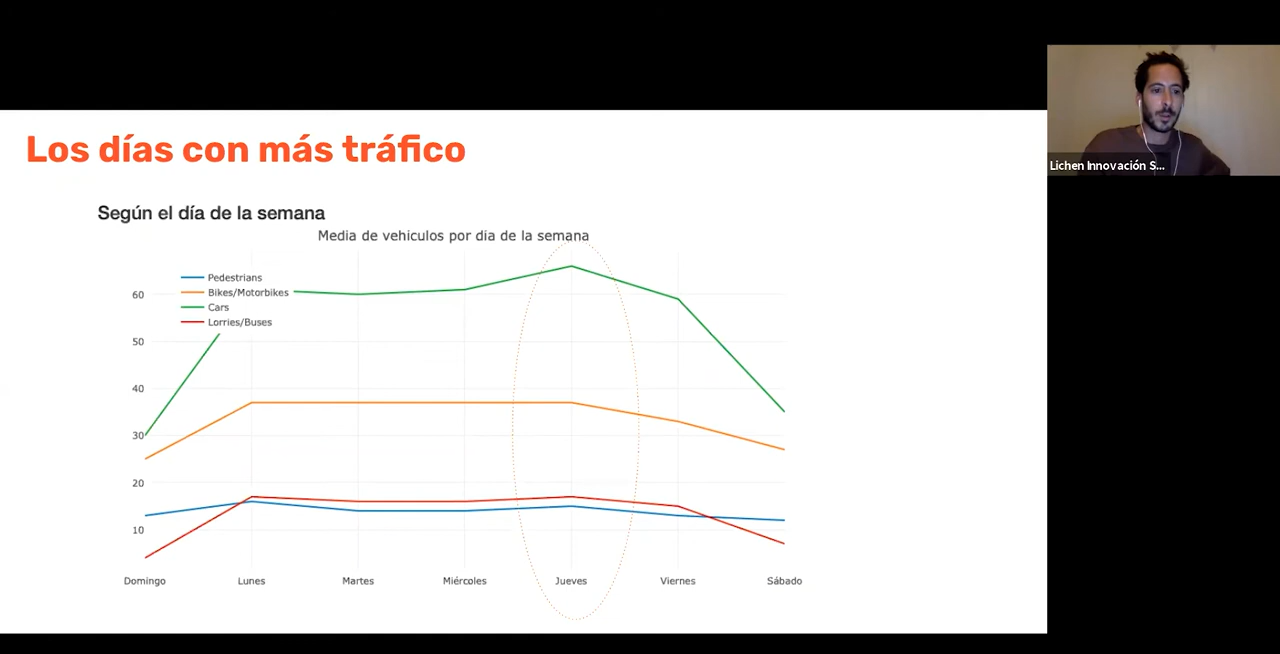 Los días con más tráfico
Lichen Innovación S...
Según el día de la semana
Media de vehiculos por dia de la semana
Pedestrians
Bikes/Motorbikes
Cars
Lorries/Buses
60
50
40
30
20
10
Domingo Lunes Martes Miércoles Jueves Viernes Sábado